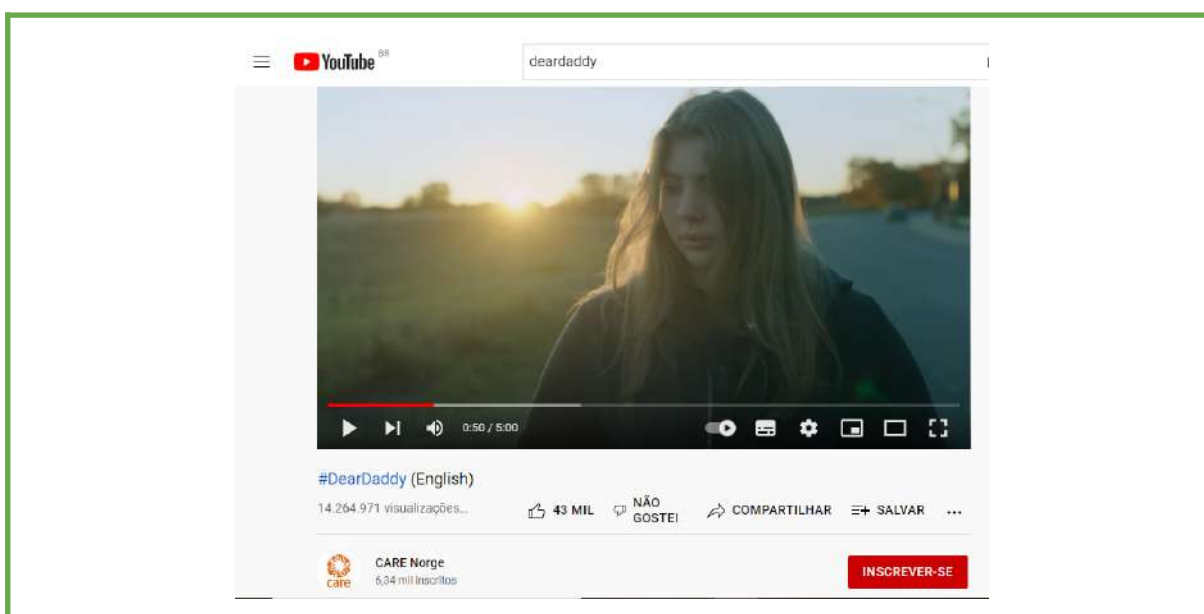 YouTube BR
deardaddy
0:50 / 5:00
#DearDaddy (English)
14.264.971 visualizações...
43 MIL
NÃO
GOSTEI
COMPARTILHAR
SALVAR
...
CARE Norge
6,34 mil inscritos
care
INSCREVER-SE